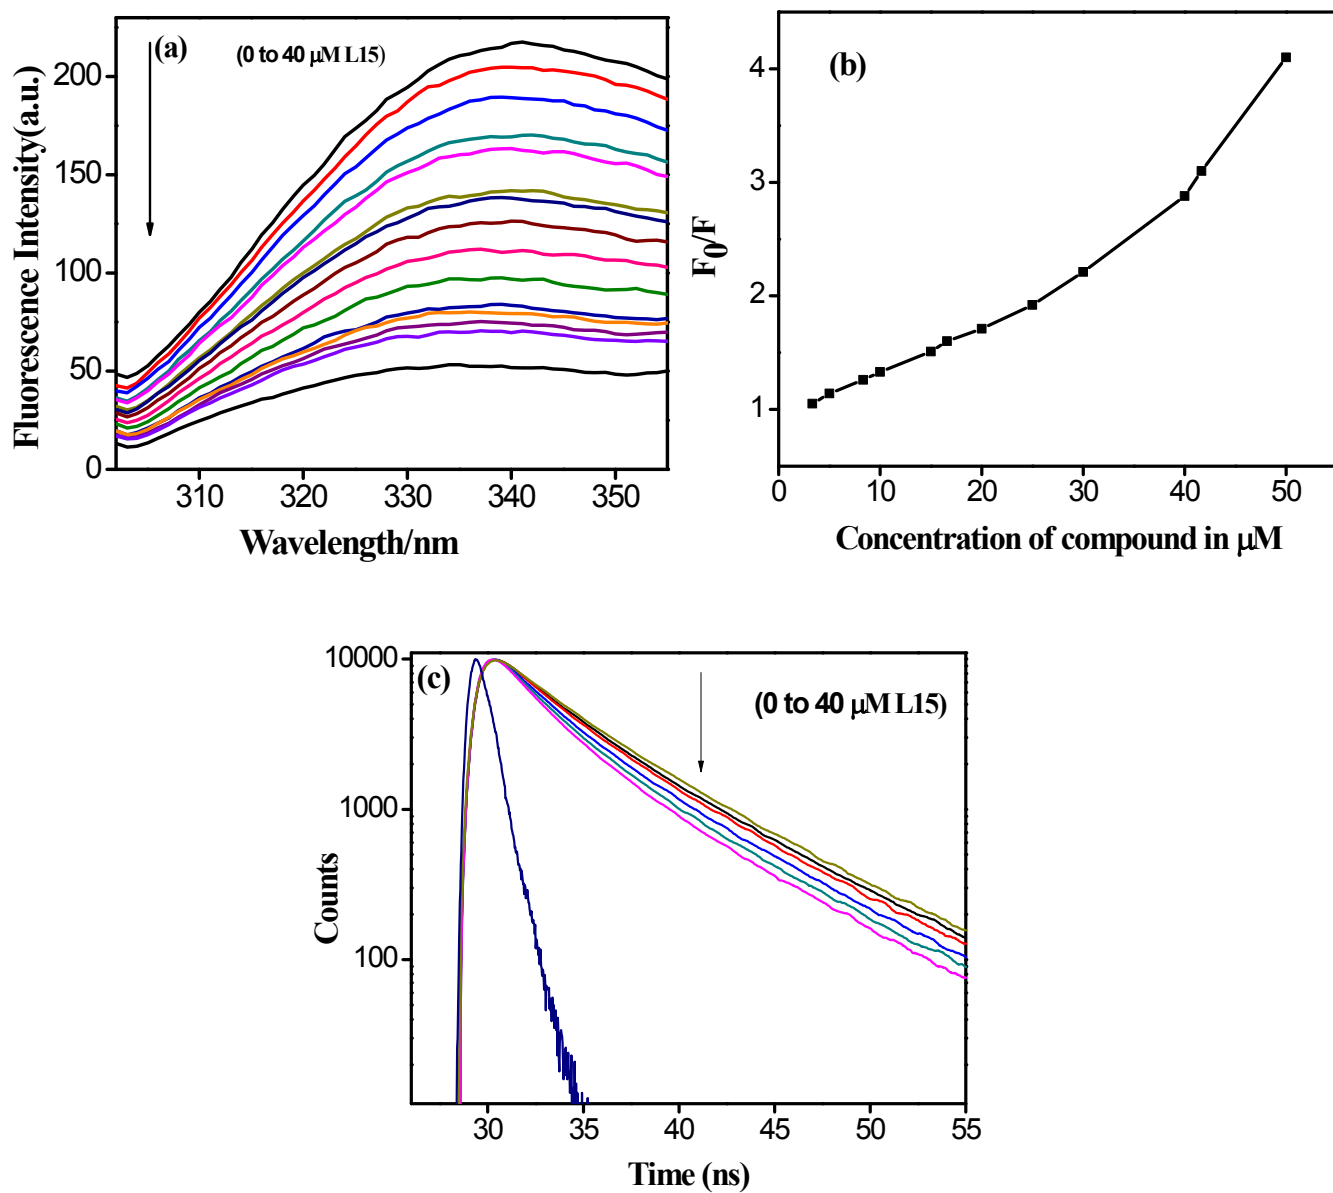 (a)
(0 to 40 μM L15)
Fluorescence Intensity(a.u.)
200
150
100
50
0
310 320 330 340 350
Wavelength/nm
(b)
F0/F
4
3
2
1
0 10 20 30 40 50
Concentration of compound in μM
(c)
(0 to 40 μM L15)
Counts
10000
1000
100
30 35 40 45 50 55
Time (ns)